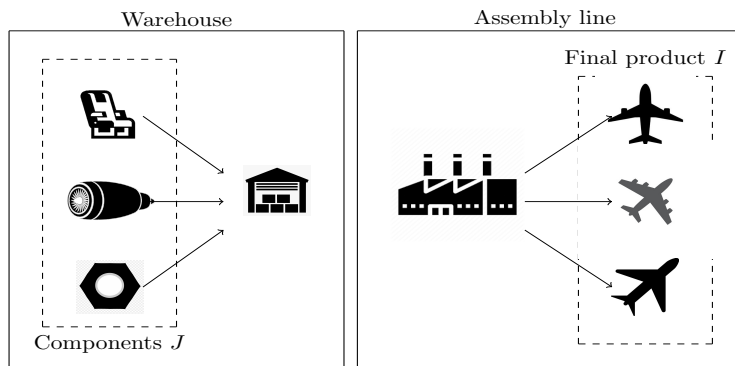 Warehouse
Assembly line
Final product I
Components J